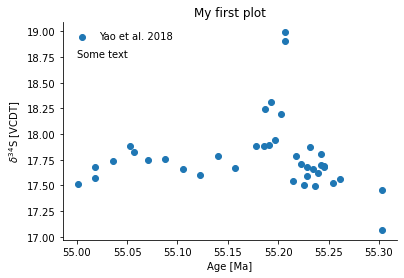 My first plot
Yao et al. 2018
Some text
19.00
18.75
18.50
18.25
18.00
17.75
17.50
17.25
17.00
δ³⁴S [VCDT]
55.00 55.05 55.10 55.15 55.20 55.25 55.30
Age [Ma]